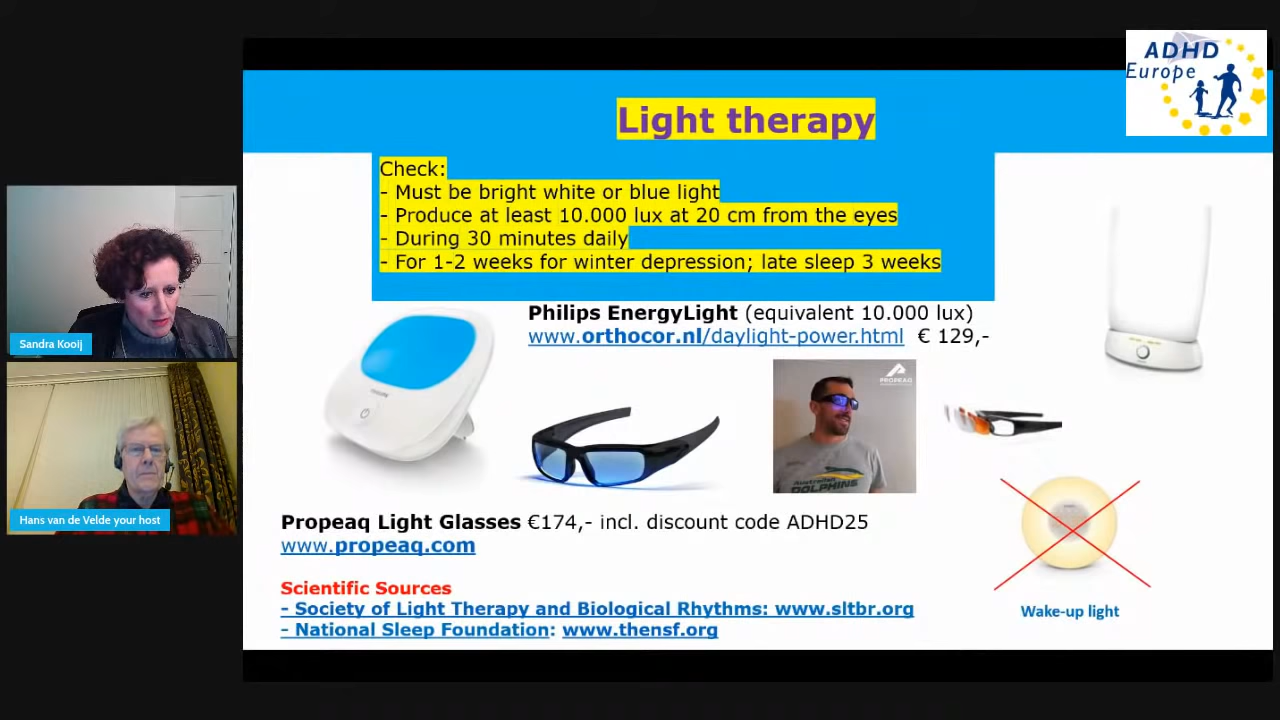 ADHD
Europe
Light therapy
Check:
- Must be bright white or blue light
- Produce at least 10.000 lux at 20 cm from the eyes
- During 30 minutes daily
- For 1-2 weeks for winter depression; late sleep 3 weeks
Philips EnergyLight (equivalent 10.000 lux)
www.orthocor.nl/daylight-power.html € 129,-
PROPEAQ
Australian
DOLPHINS
Propeaq Light Glasses €174,- incl. discount code ADHD25
www.propeaq.com
Scientific Sources
- Society of Light Therapy and Biological Rhythms: www.sltbr.org
- National Sleep Foundation: www.thensf.org
Wake-up light
Sandra Kooij
Hans van de Velde your host